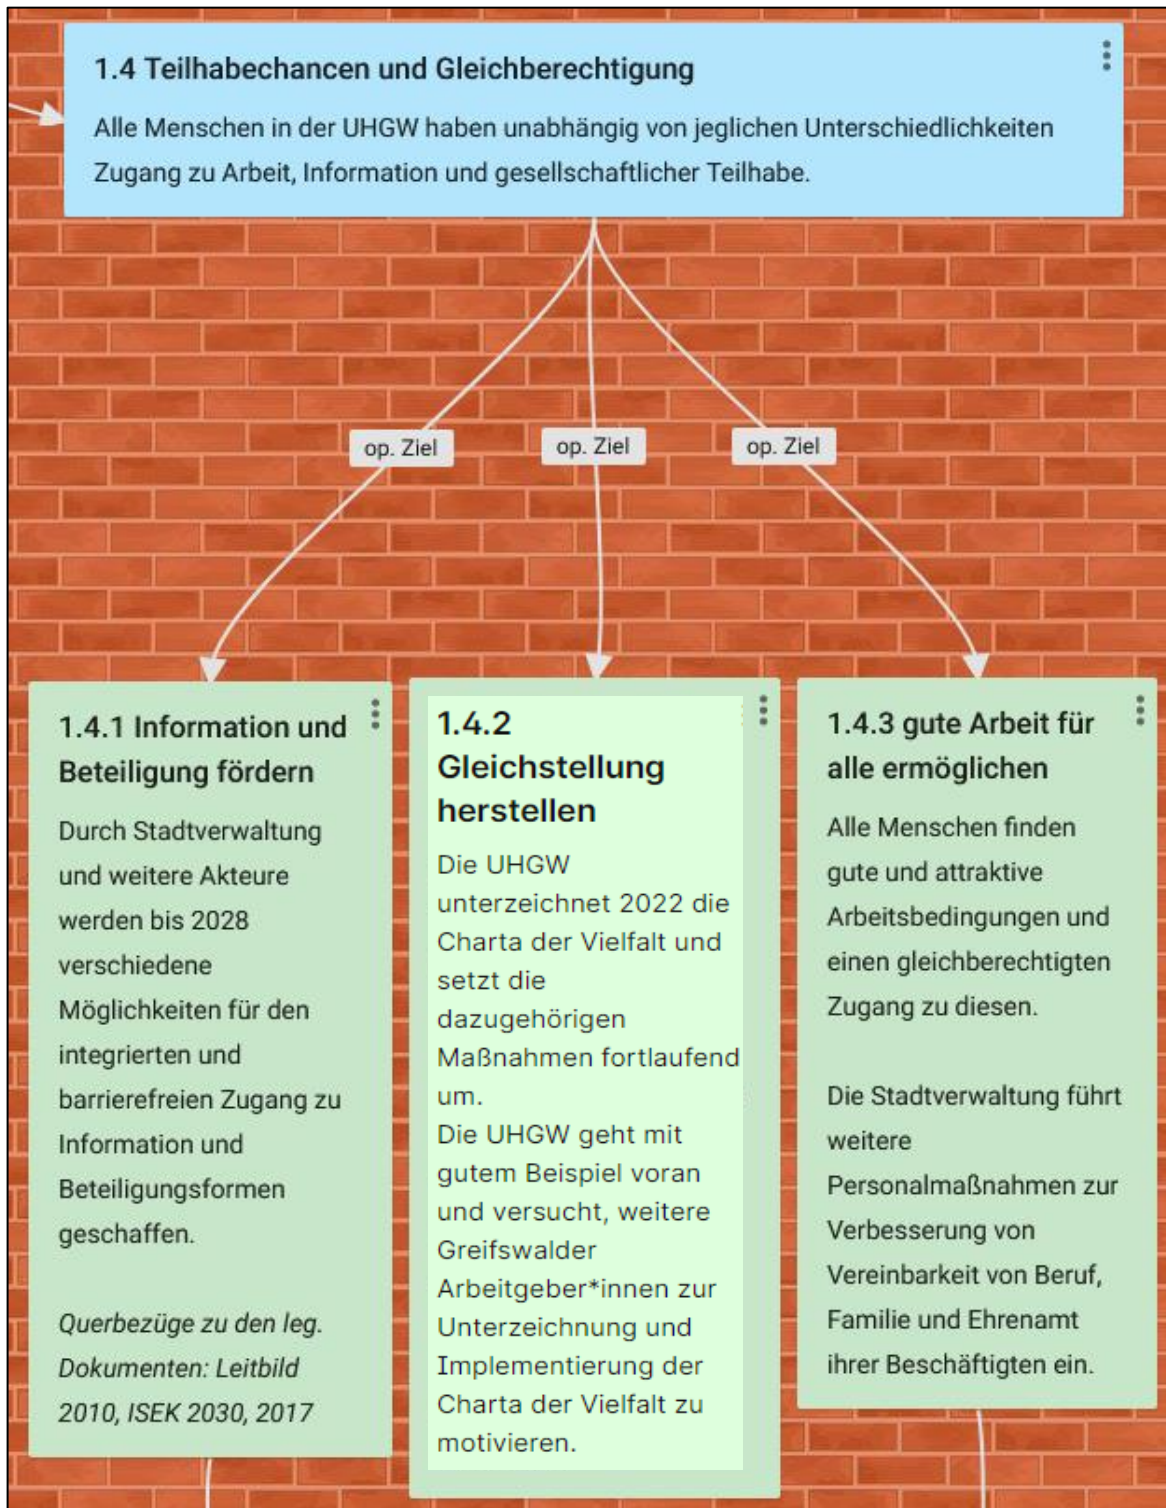 1.4 Teilhabechancen und Gleichberechtigung
Alle Menschen in der UHGW haben unabhängig von jeglichen Unterschiedlichkeiten
Zugang zu Arbeit, Information und gesellschaftlicher Teilhabe.
op. Ziel
op. Ziel
op. Ziel
1.4.1 Information und
Beteiligung fördern
Durch Stadtverwaltung
und weitere Akteure
werden bis 2028
verschiedene
Möglichkeiten für den
integrierten und
barrierefreien Zugang zu
Information und
Beteiligungsformen
geschaffen.
Querbezüge zu den leg.
Dokumenten: Leitbild
2010, ISEK 2030, 2017
1.4.2
Gleichstellung
herstellen
Die UHGW
unterzeichnet 2022 die
Charta der Vielfalt und
setzt die
dazugehörigen
Maßnahmen fortlaufend
um.
Die UHGW geht mit
gutem Beispiel voran
und versucht, weitere
Greifswalder
Arbeitgeber*innen zur
Unterzeichnung und
Implementierung der
Charta der Vielfalt zu
motivieren.
1.4.3 gute Arbeit für
alle ermöglichen
Alle Menschen finden
gute und attraktive
Arbeitsbedingungen und
einen gleichberechtigten
Zugang zu diesen.
Die Stadtverwaltung führt
weitere
Personalmaßnahmen zur
Verbesserung von
Vereinbarkeit von Beruf,
Familie und Ehrenamt
ihrer Beschäftigten ein.